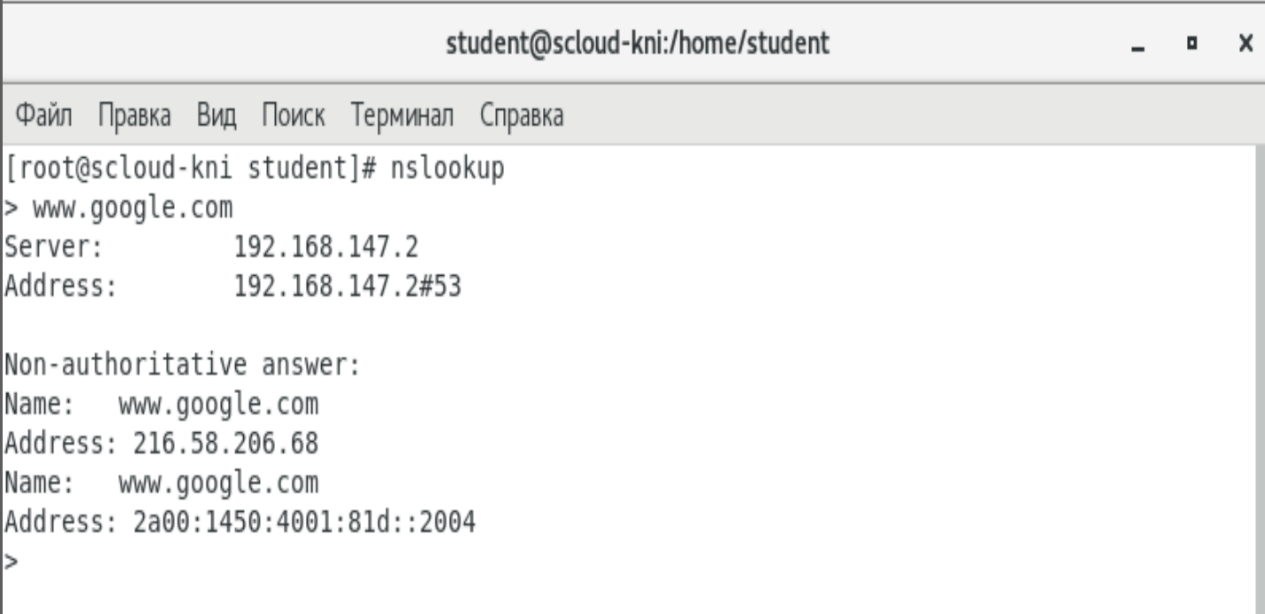 student@scloud-kni:/home/student
Файл Правка Вид Поиск Терминал Справка
[root@scloud-kni student]# nslookup
> www.google.com
Server: 192.168.147.2
Address: 192.168.147.2#53
Non-authoritative answer:
Name: www.google.com
Address: 216.58.206.68
Name: www.google.com
Address: 2a00:1450:4001:81d::2004
>